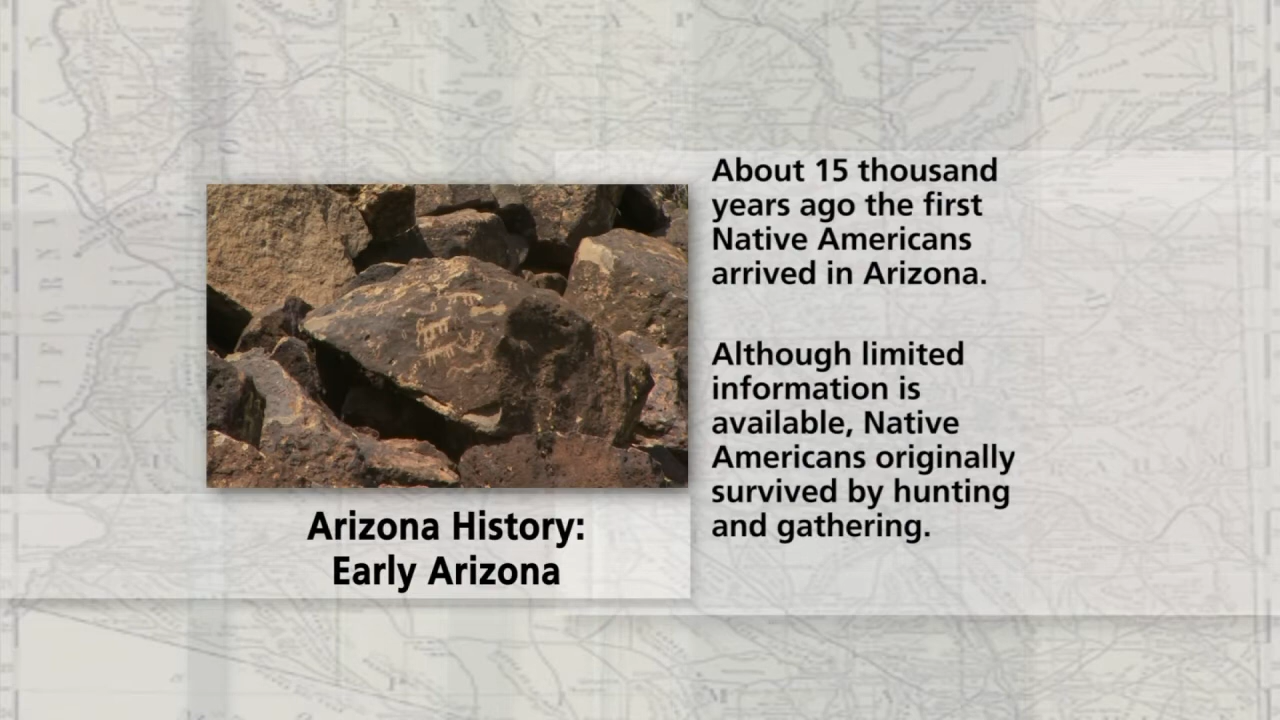 About 15 thousand
years ago the first
Native Americans
arrived in Arizona.
Although limited
information is
available, Native
Americans originally
survived by hunting
and gathering.
Arizona History:
Early Arizona